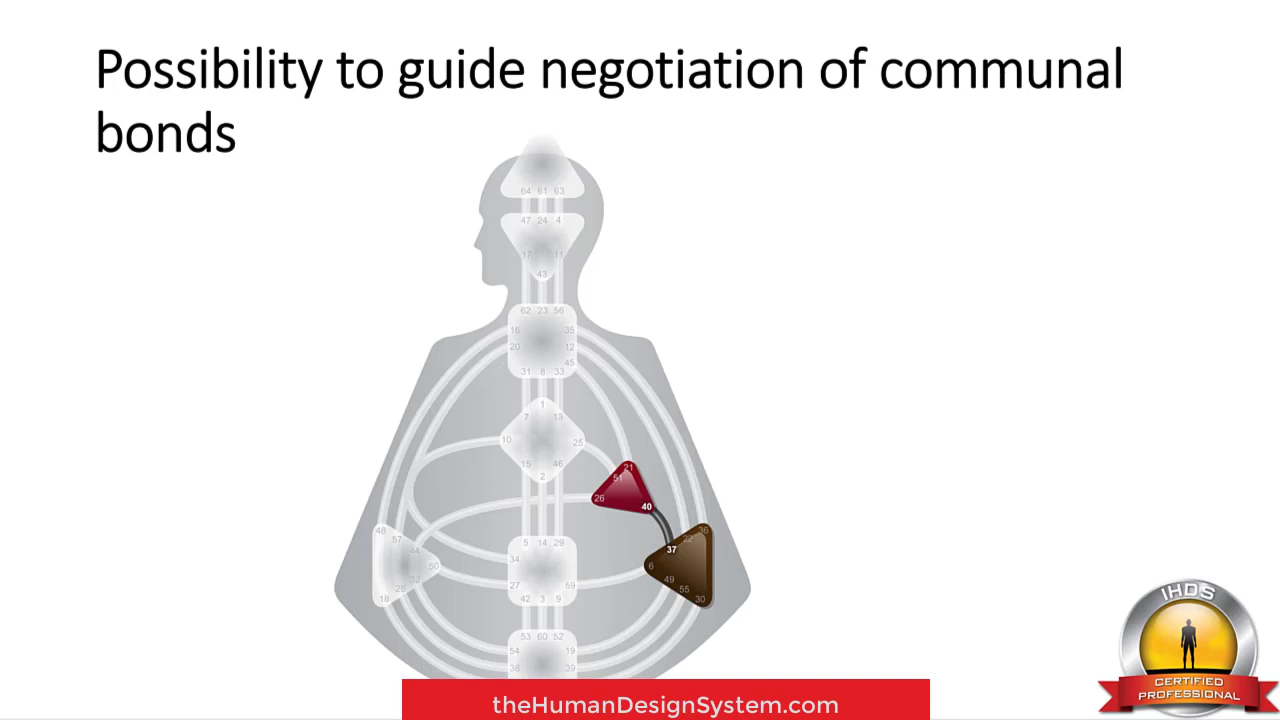 Possibility to guide negotiation of communal
bonds
64 61 63
47 24 4
17 11
43
62 23 56
16 35
20 12
45
31 8 33
1
7 13
10 25
15 46
2
21
51
26
40
48 36
57 22
37
44
6
50
32 49
28 55
18 30
5 14 29
34
27 59
42 3 9
53 60 52
54 19
38 39
theHumanDesignSystem.com
IHDS
CERTIFIED
PROFESSIONAL